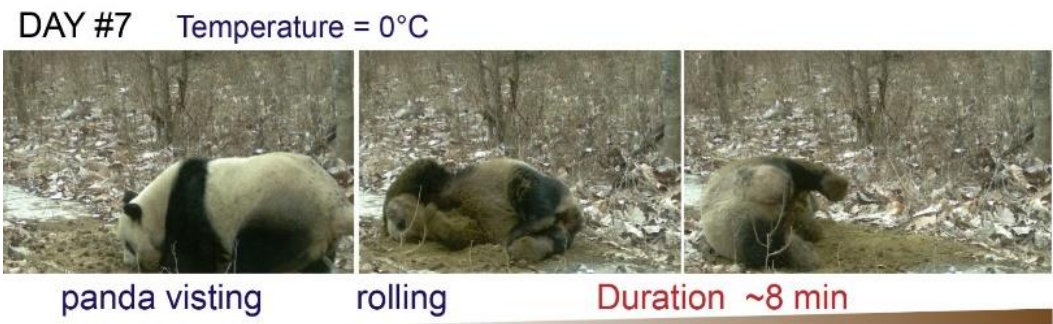 DAY #7 Temperature = 0°C
panda visting rolling Duration ~8 min